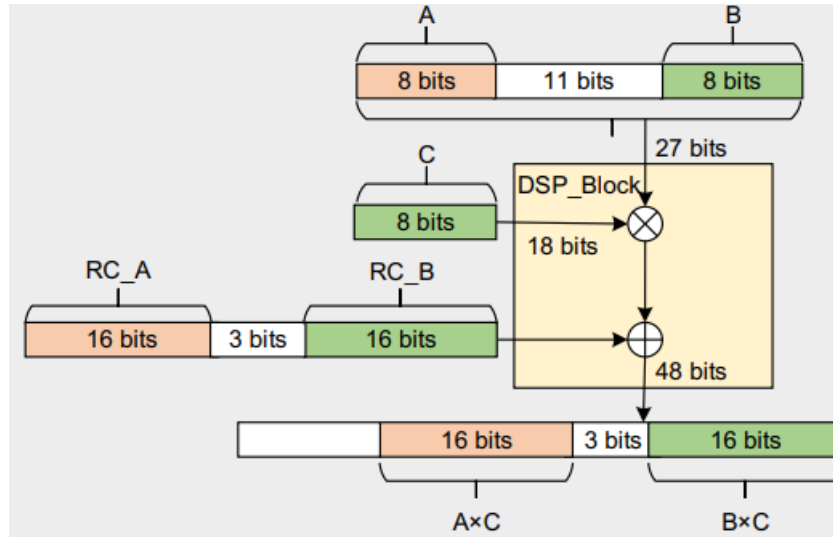 A
B
8 bits
11 bits
8 bits
27 bits
C
DSP_Block
8 bits
18 bits
RC_A
RC_B
16 bits
3 bits
16 bits
48 bits
16 bits
3 bits
16 bits
A×C
B×C